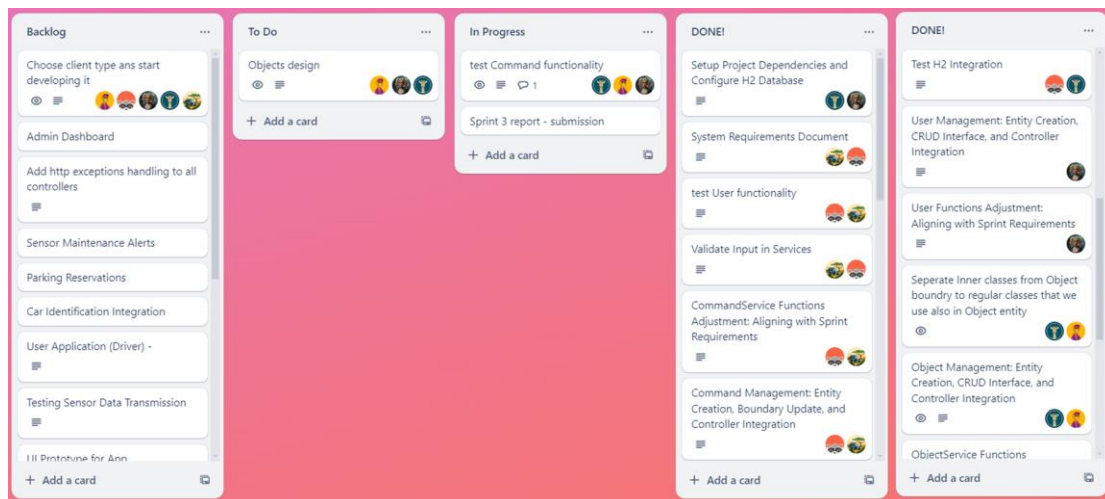 Backlog
Choose client type ans start
developing it
Admin Dashboard
Add http exceptions handling to all
controllers
Sensor Maintenance Alerts
Parking Reservations
Car Identification Integration
User Application (Driver) -
Testing Sensor Data Transmission
UI Prototype for App
+ Add a card
To Do
Objects design
+ Add a card
In Progress
test Command functionality
1
Sprint 3 report - submission
+ Add a card
DONE!
Setup Project Dependencies and
Configure H2 Database
System Requirements Document
test User functionality
Validate Input in Services
CommandService Functions
Adjustment: Aligning with Sprint
Requirements
Command Management: Entity
Creation, Boundary Update, and
Controller Integration
+ Add a card
DONE!
Test H2 Integration
User Management: Entity Creation,
CRUD Interface, and Controller
Integration
User Functions Adjustment:
Aligning with Sprint Requirements
Seperate Inner classes from Object
boundry to regular classes that we
use also in Object entity
Object Management: Entity
Creation, CRUD Interface, and
Controller Integration
ObjectService Functions
+ Add a card